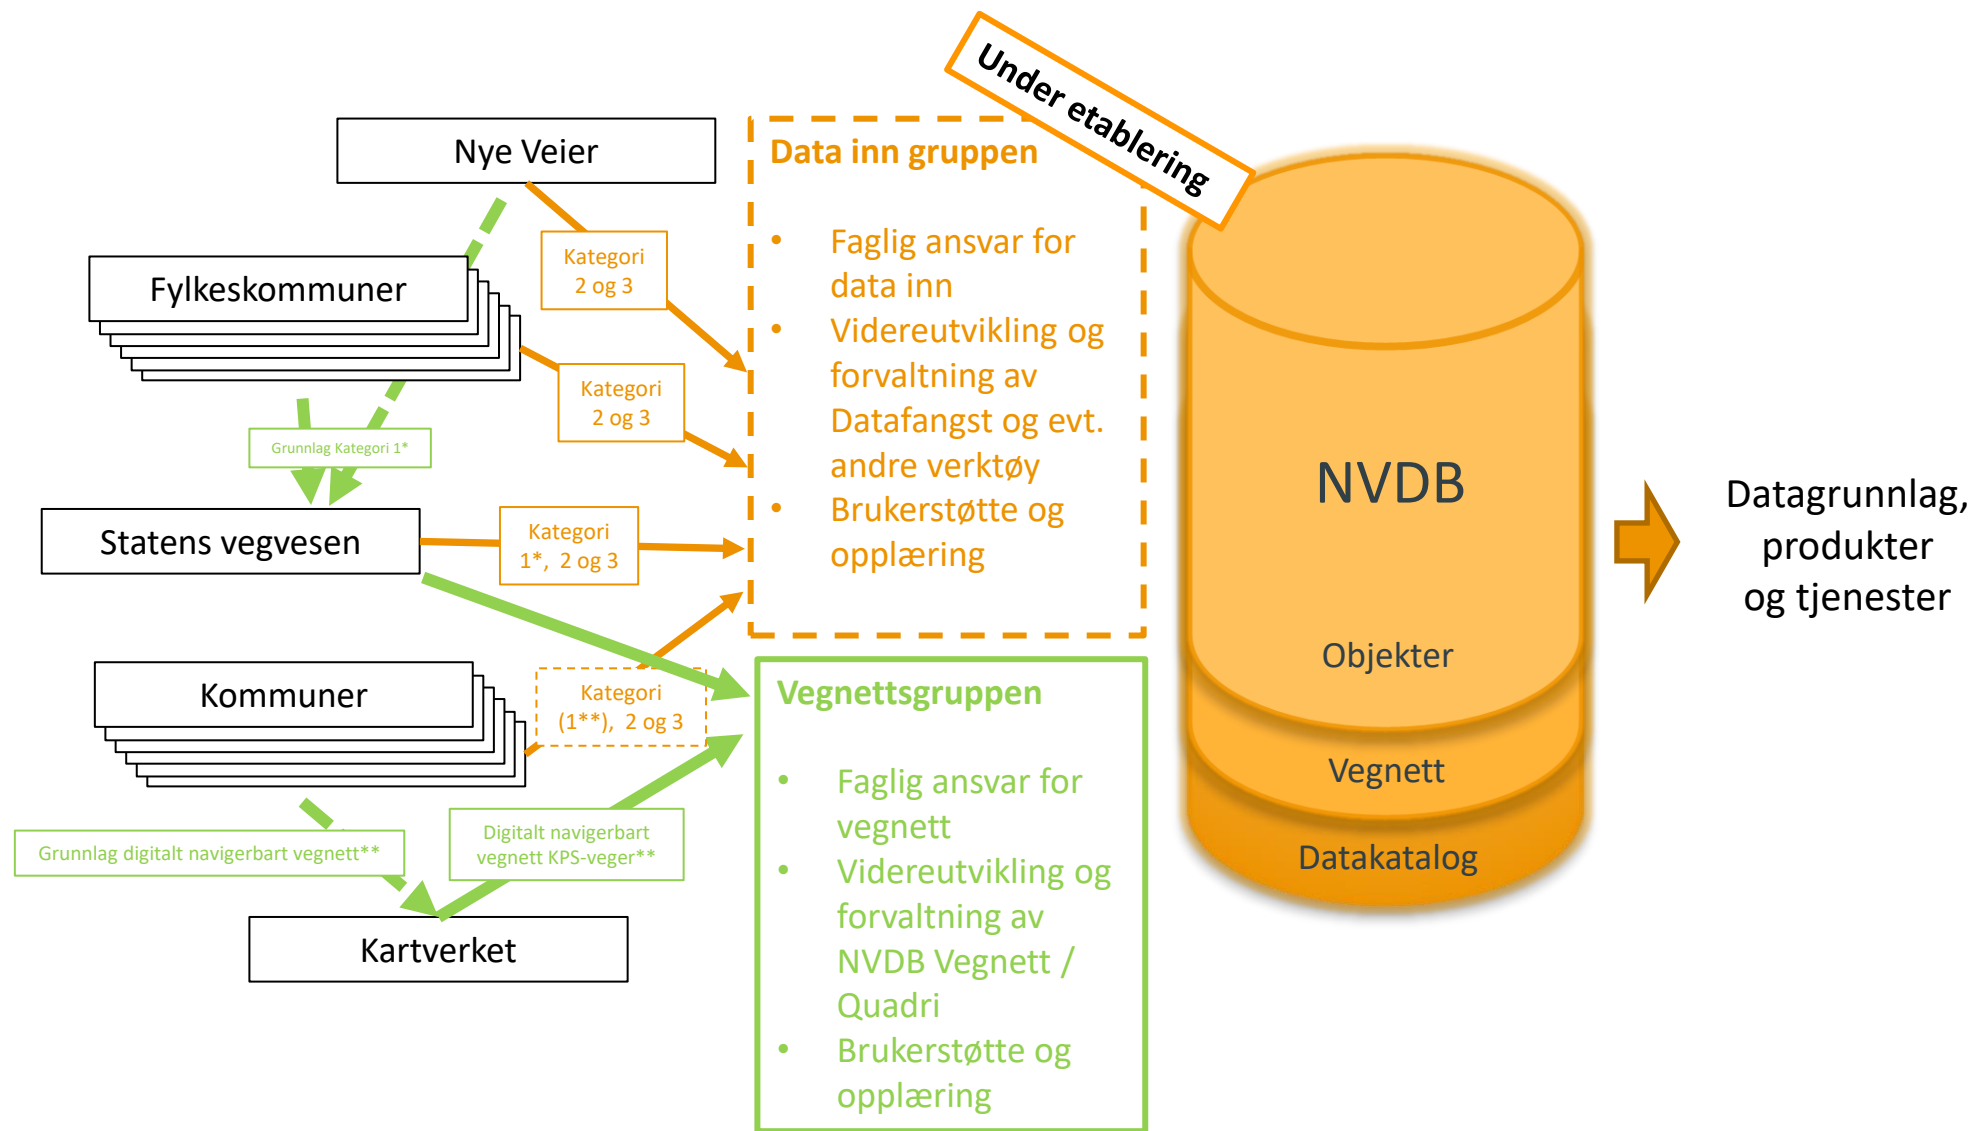 Under etablering
Nye Veier
Fylkeskommuner
Grunnlag Kategori 1*
Statens vegvesen
Kommuner
Grunnlag digitalt navigerbart vegnett**
Kartverket
Kategori
2 og 3
Kategori
2 og 3
Kategori
1*, 2 og 3
Kategori
(1**), 2 og 3
Digitalt navigerbart
vegnett KPS-veger**
Data inn gruppen
• Faglig ansvar for
data inn
• Videreutvikling og
forvaltning av
Datafangst og evt.
andre verktøy
• Brukerstøtte og
opplæring
Vegnettsgruppen
• Faglig ansvar for
vegnett
• Videreutvikling og
forvaltning av
NVDB Vegnett /
Quadri
• Brukerstøtte og
opplæring
NVDB
Objekter
Vegnett
Datakatalog
Datagrunnlag,
produkter
og tjenester